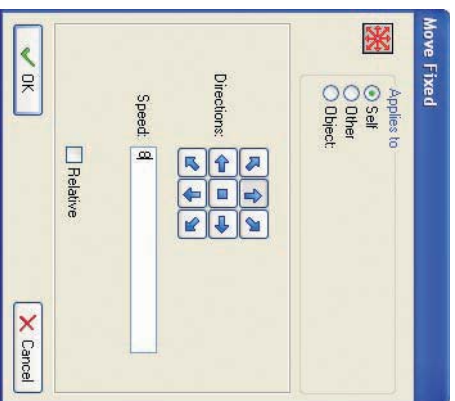 Move Fixed
Applies to
Self
Other
Object:
Directions:
Speed: 8
Relative
OK
Cancel